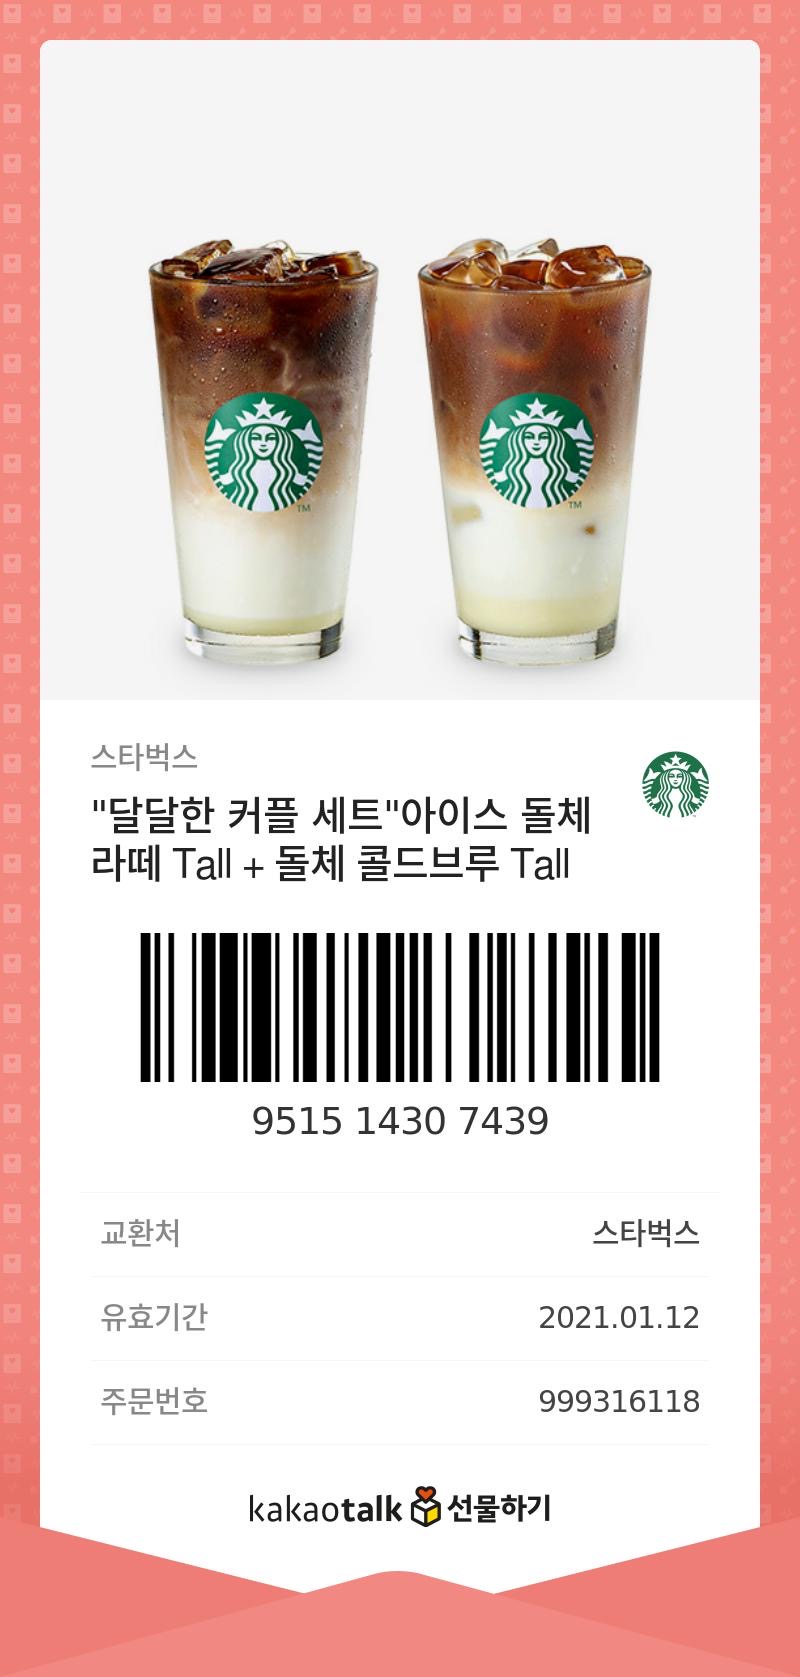 TM
TM
스타벅스
"달달한 커플 세트"아이스 돌체
라떼 Tall + 돌체 콜드브루 Tall
9515 1430 7439
교환처 스타벅스
유효기간 2021.01.12
주문번호 999316118
kakaotalk 선물하기